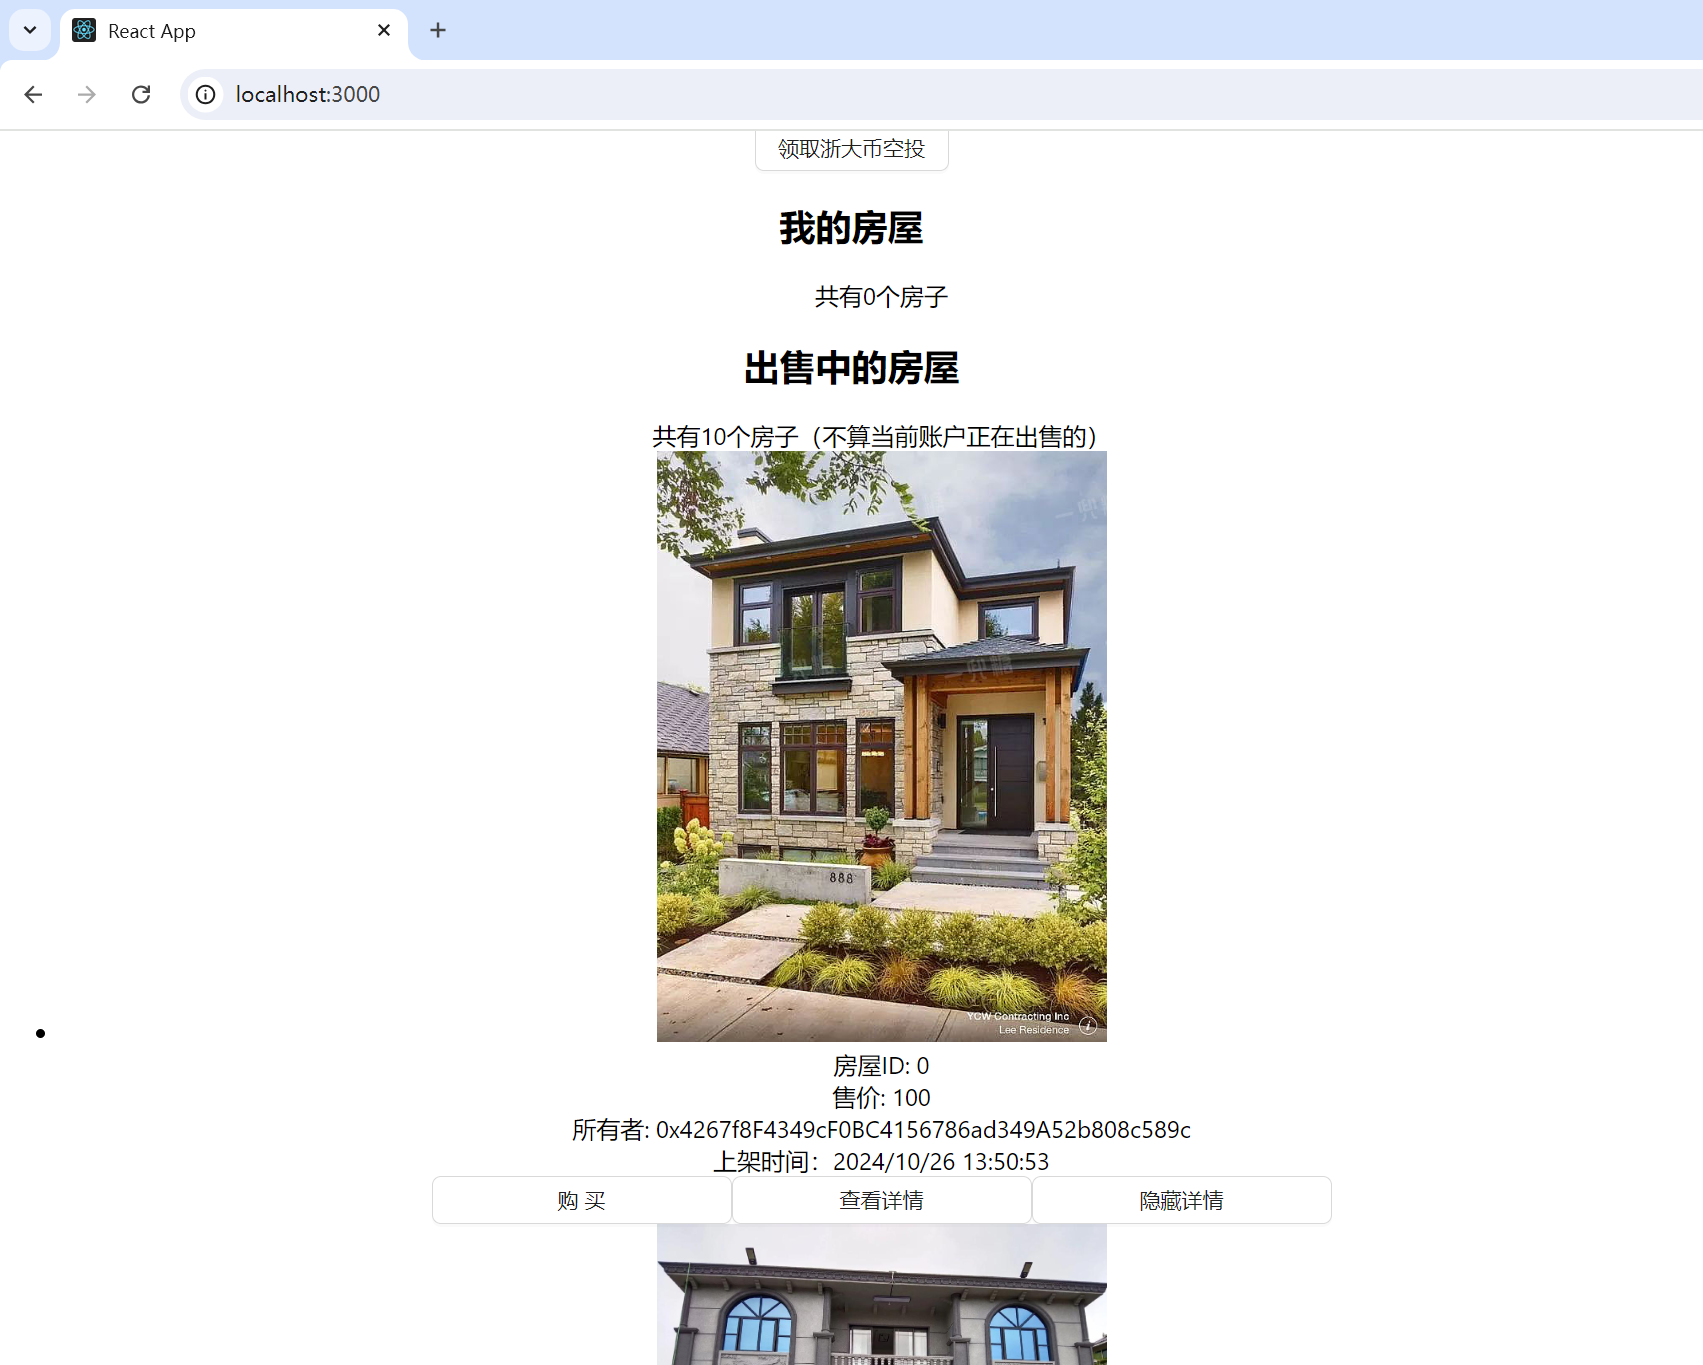 React App
localhost:3000
领取浙大币空投
我的房屋
共有0个房子
出售中的房屋
共有10个房子（不算当前账户正在出售的）
888
YCW Contracting Inc
Lee Residence
房屋ID: 0
售价: 100
所有者: 0x4267f8F4349cF0BC4156786ad349A52b808c589c
上架时间：2024/10/26 13:50:53
购 买
查看详情
隐藏详情